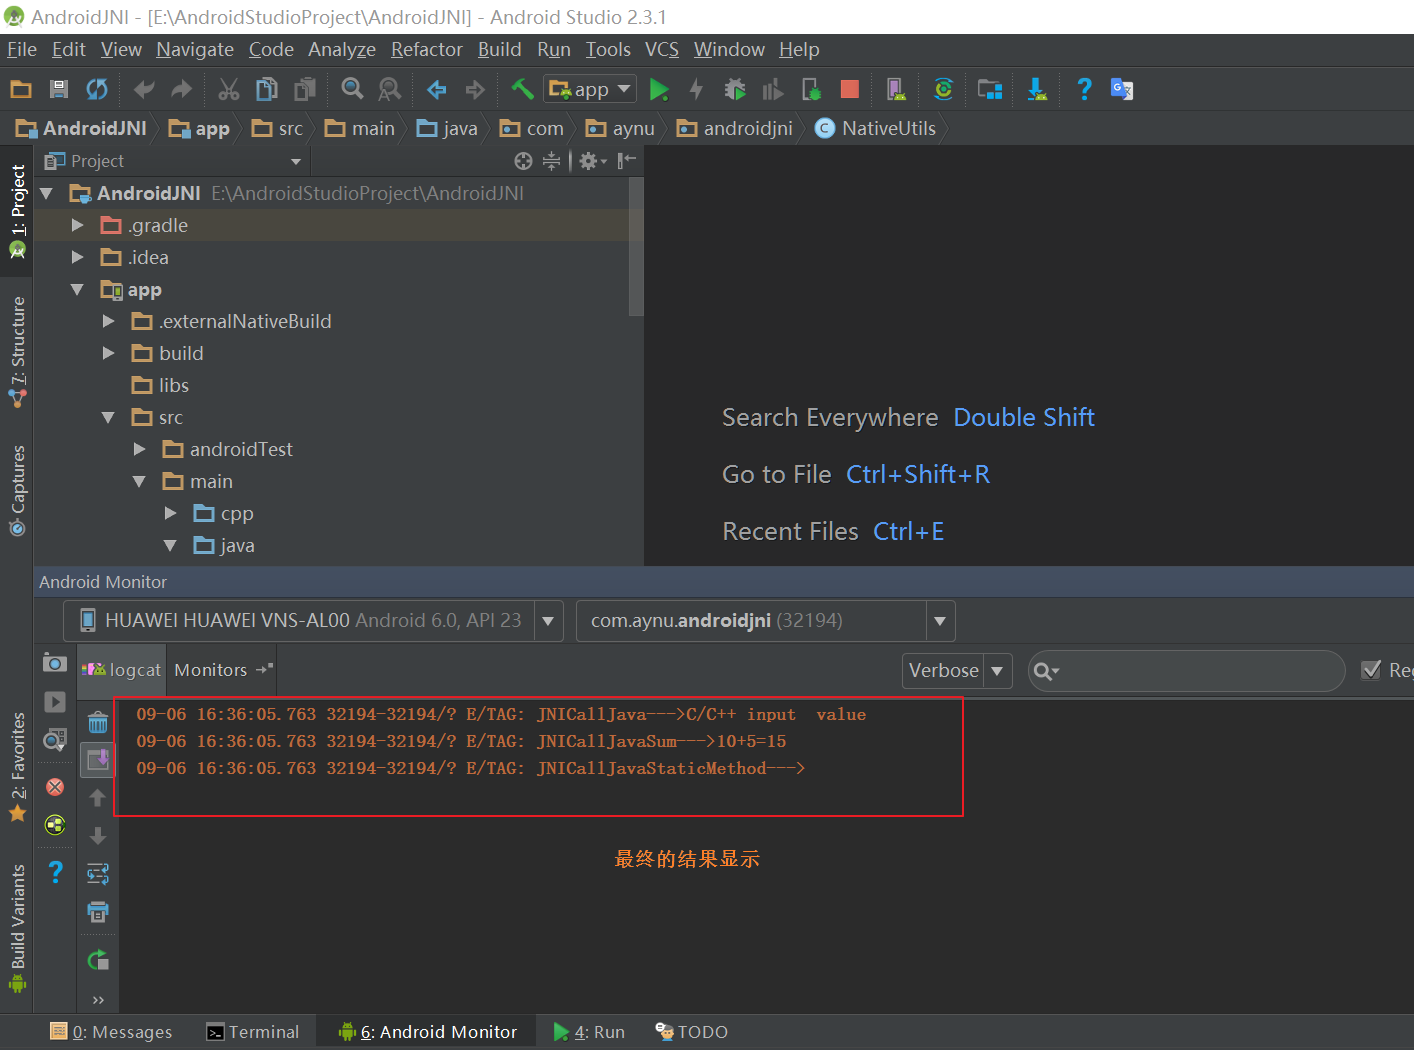 AndroidJNI - [E:\AndroidStudioProject\AndroidJNI] - Android Studio 2.3.1
File Edit View Navigate Code Analyze Refactor Build Run Tools VCS Window Help
app
AndroidJNI app src main java com aynu androidjni NativeUtils
Project
AndroidJNI E:\AndroidStudioProject\AndroidJNI
.gradle
.idea
app
.externalNativeBuild
build
libs
src
androidTest
main
cpp
java
1: Project
7: Structure
Captures
2: Favorites
Build Variants
Search Everywhere Double Shift
Go to File Ctrl+Shift+R
Recent Files Ctrl+E
Android Monitor
HUAWEI HUAWEI VNS-AL00 Android 6.0, API 23 com.aynu.androidjni (32194)
logcat Monitors Verbose Reg
09-06 16:36:05.763 32194-32194/? E/TAG: JNICallJava--->C/C++ input  value
09-06 16:36:05.763 32194-32194/? E/TAG: JNICallJavaSum--->10+5=15
09-06 16:36:05.763 32194-32194/? E/TAG: JNICallJavaStaticMethod--->
最终的结果显示
0: Messages Terminal 6: Android Monitor 4: Run TODO